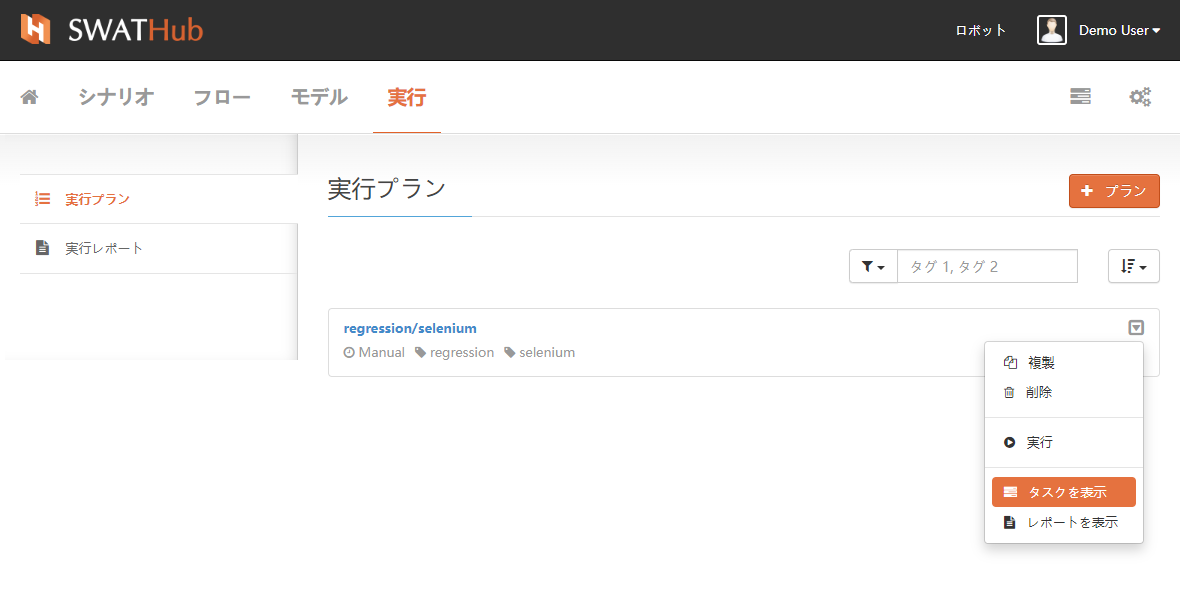 SWATHub
ロボット
Demo User
シナリオ
フロー
モデル
実行
実行プラン
実行レポート
実行プラン
プラン
タグ 1, タグ 2
regression/selenium
Manual regression selenium
複製
削除
実行
タスクを表示
レポートを表示